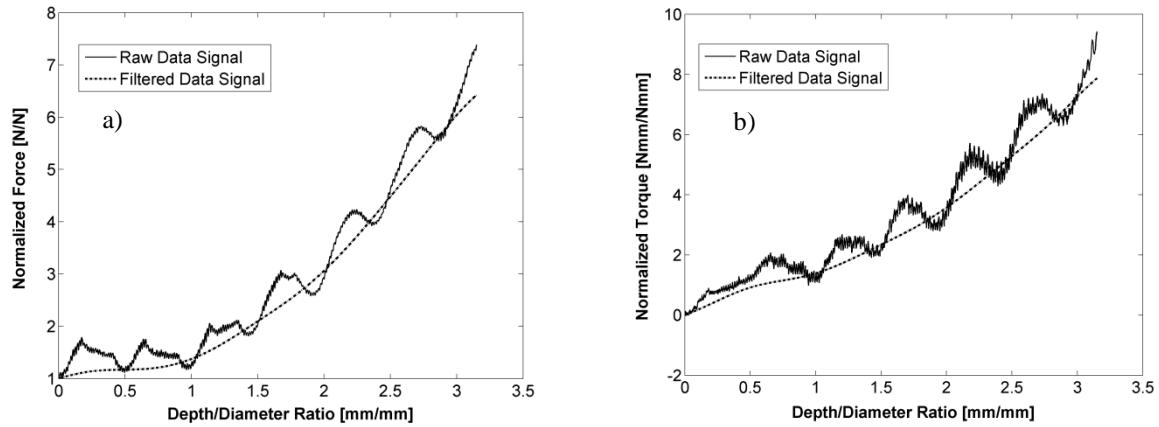 8
7
6
5
4
3
2
1
0 0.5 1 1.5 2 2.5 3 3.5
Normalized Force [N/N]
Depth/Diameter Ratio [mm/mm]
Raw Data Signal
Filtered Data Signal
a)
10
8
6
4
2
0
-2
0 0.5 1 1.5 2 2.5 3 3.5
Normalized Torque [Nmm/Nmm]
Depth/Diameter Ratio [mm/mm]
Raw Data Signal
Filtered Data Signal
b)